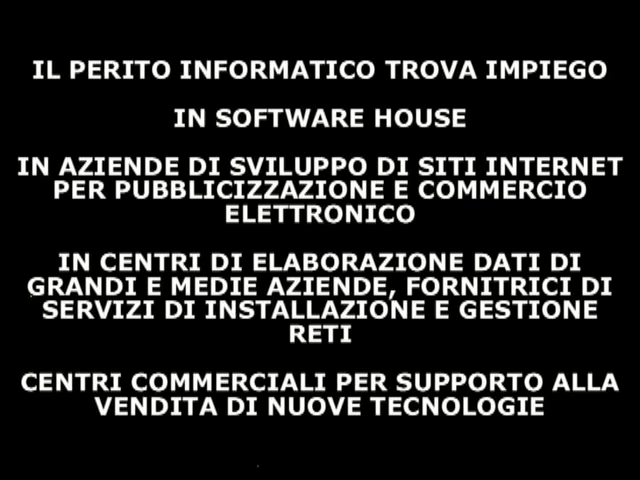 IL PERITO INFORMATICO TROVA IMPIEGO
IN SOFTWARE HOUSE
IN AZIENDE DI SVILUPPO DI SITI INTERNET
PER PUBBLICIZZAZIONE E COMMERCIO
ELETTRONICO
IN CENTRI DI ELABORAZIONE DATI DI
GRANDI E MEDIE AZIENDE, FORNITRICI DI
SERVIZI DI INSTALLAZIONE E GESTIONE
RETI
CENTRI COMMERCIALI PER SUPPORTO ALLA
VENDITA DI NUOVE TECNOLOGIE